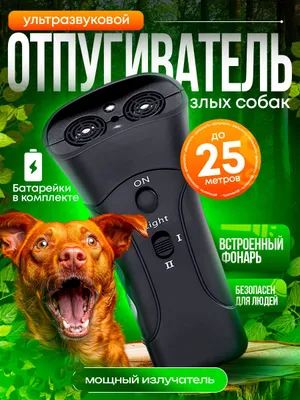 ультразвуковой
ОТПУГИВАТЕЛЬ
злых собак
до
25
метров
Батарейки
в комплекте
ON
light
I
II
ВСТРОЕННЫЙ
ФОНАРЬ
БЕЗОПАСЕН
ДЛЯ ЛЮДЕЙ
мощный излучатель